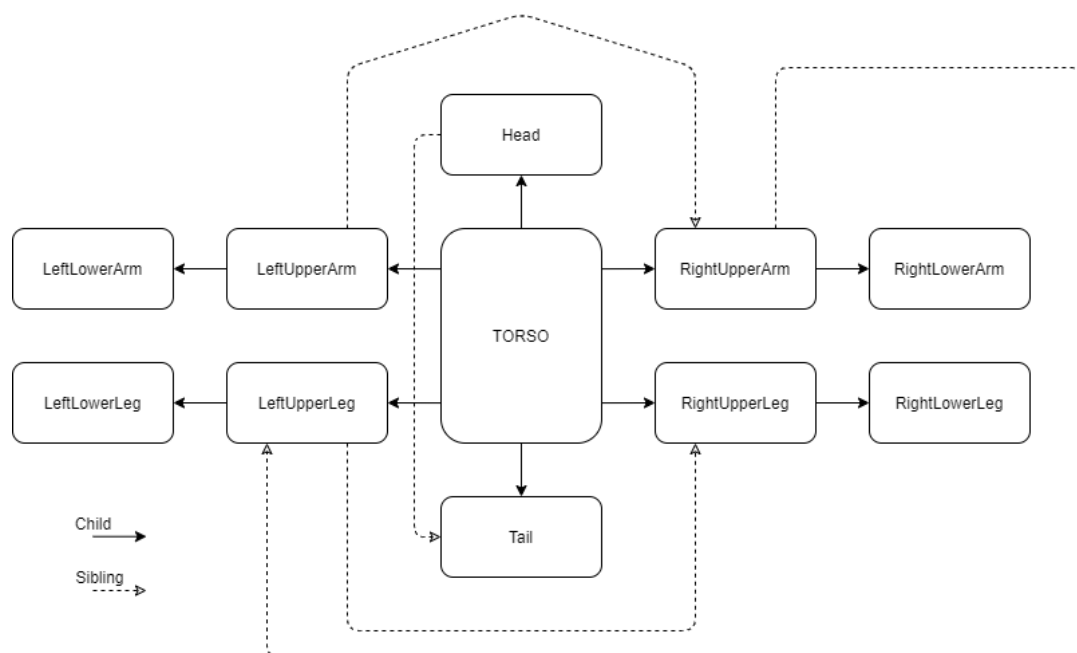 Head
LeftLowerArm
LeftUpperArm
RightUpperArm
RightLowerArm
TORSO
LeftLowerLeg
LeftUpperLeg
RightUpperLeg
RightLowerLeg
Child
Tail
Sibling